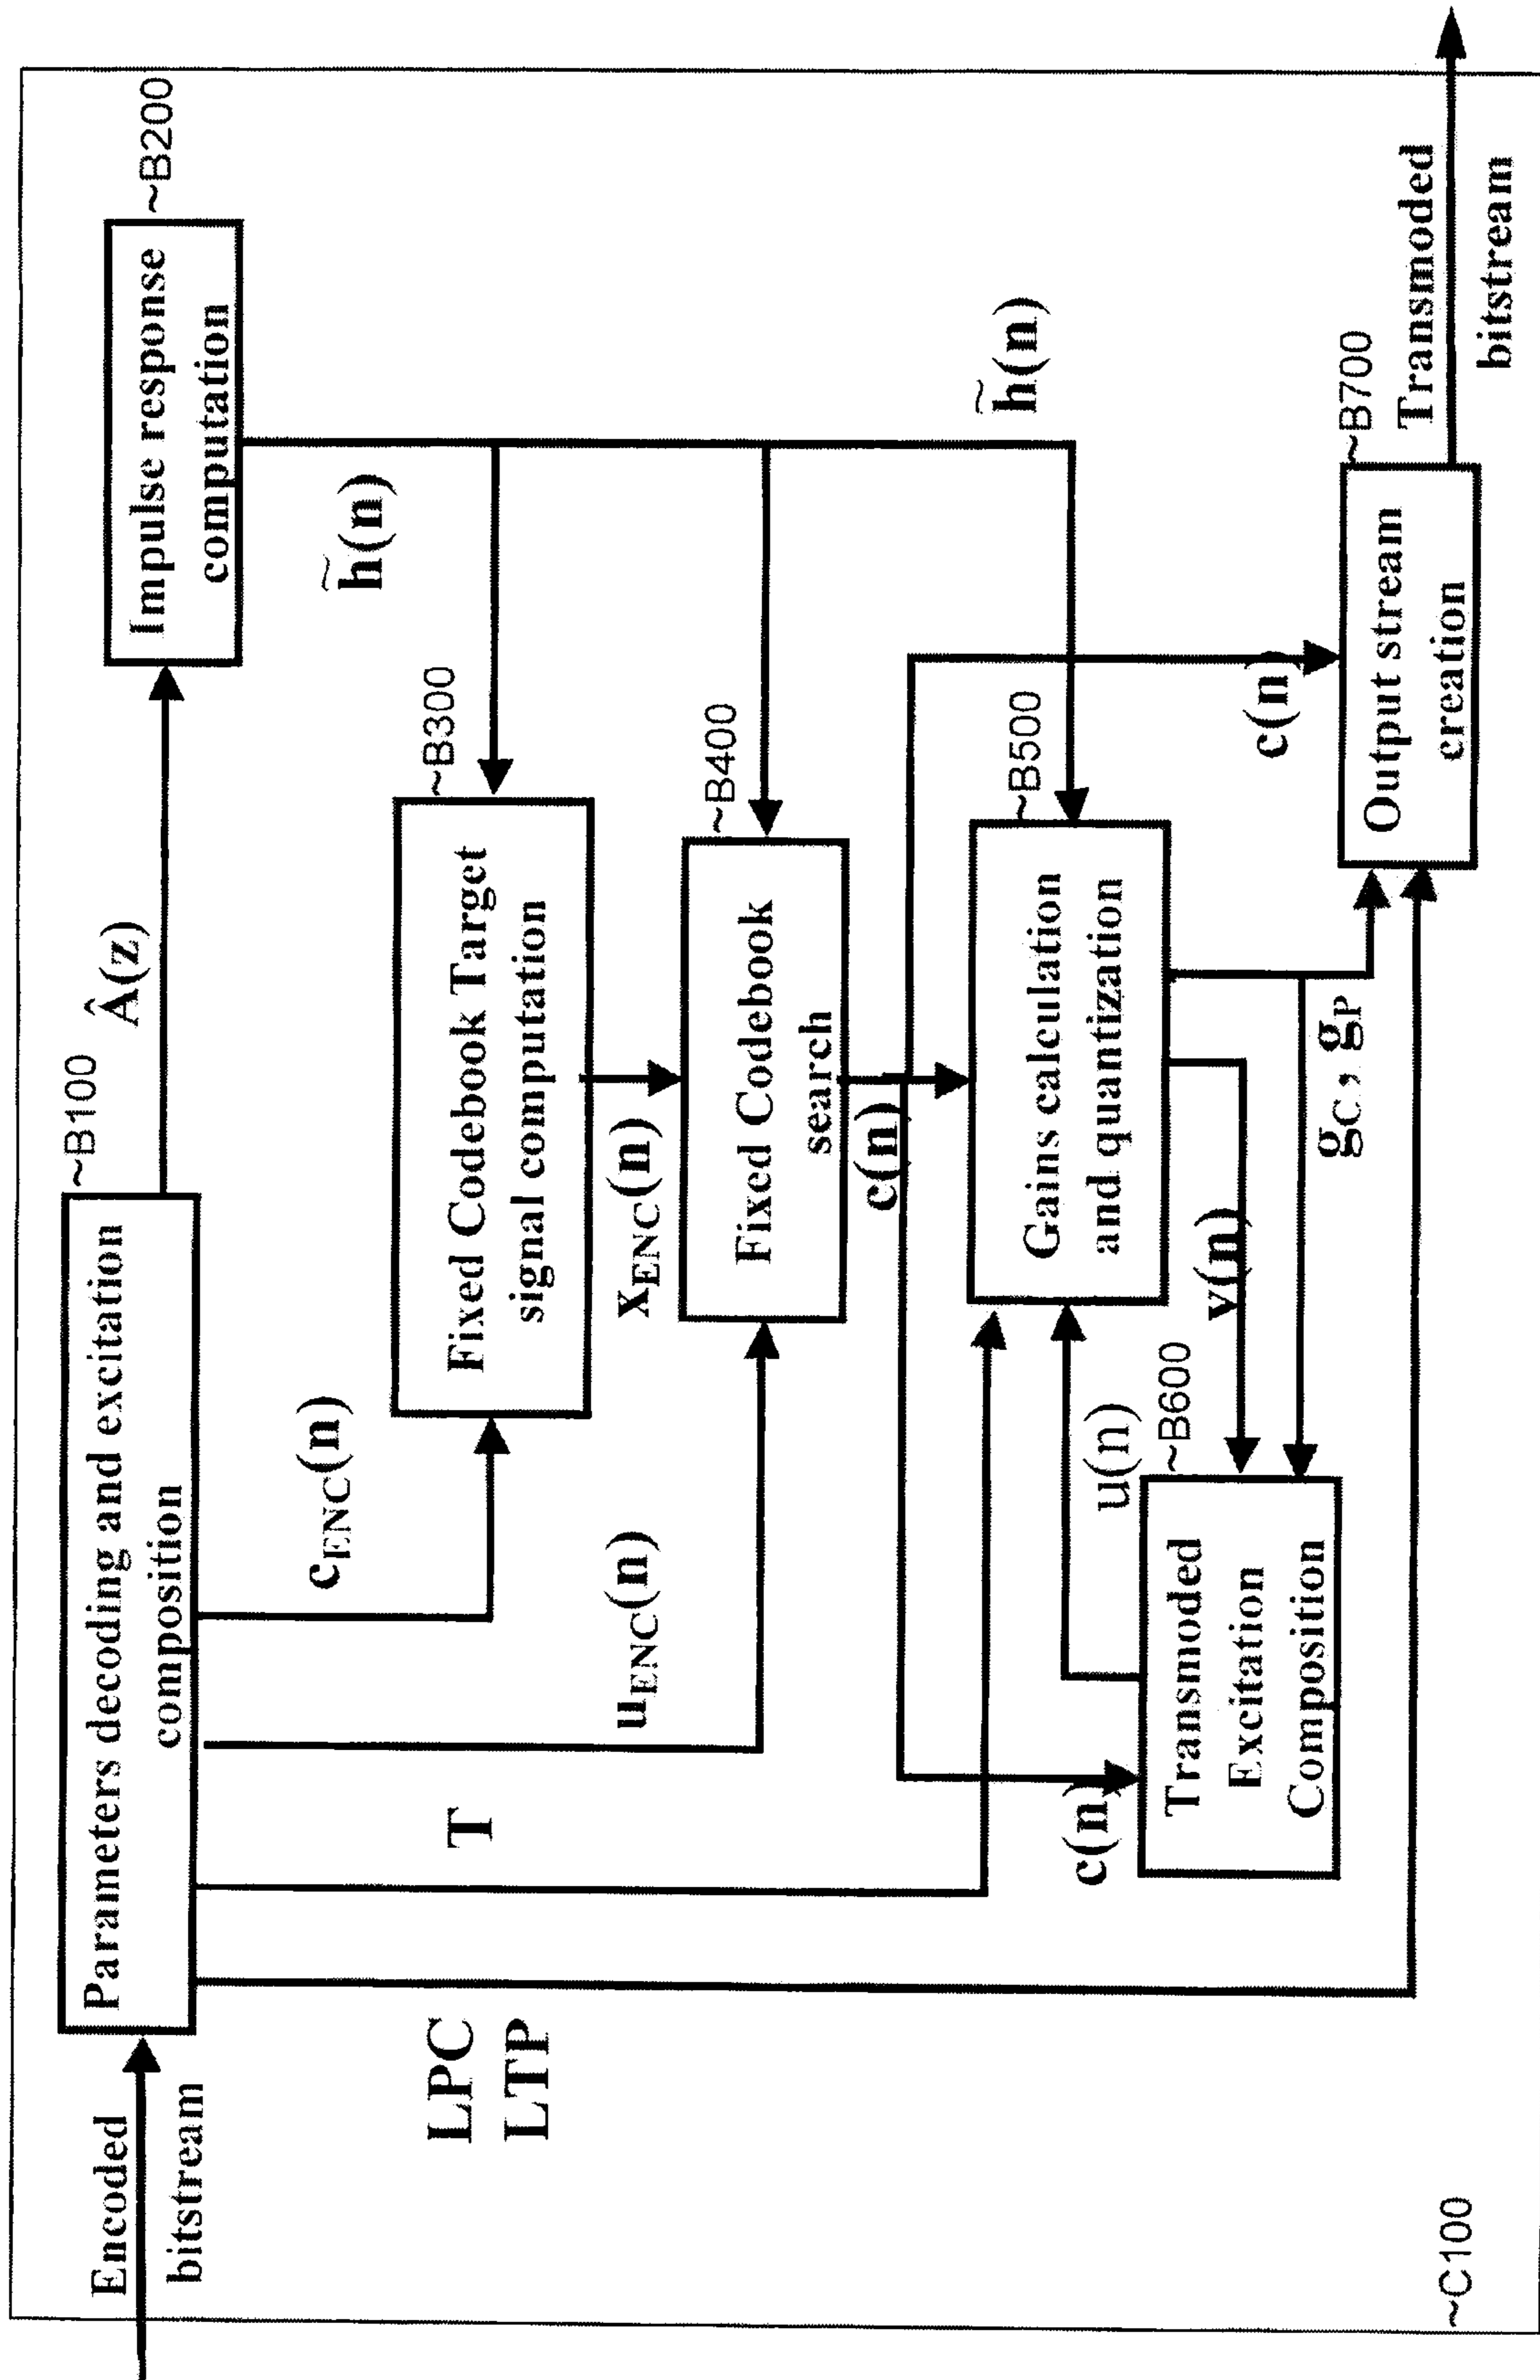 Encoded
bitstream
Parameters decoding and excitation
composition
~B100
Â(z)
Impulse response
computation
~B200
h̃(n)
LPC
LTP
T
c_ENC(n)
u_ENC(n)
Fixed Codebook Target
signal computation
~B300
x_ENC(n)
Fixed Codebook
search
~B400
c(n)
Gains calculation
and quantization
~B500
h̃(n)
c(n)
u(n)
v(n)
~B600
Transmoded
Excitation
Composition
g_C, g_P
c(n)
Output stream
creation
~B700
Transmoded
bitstream
~C100